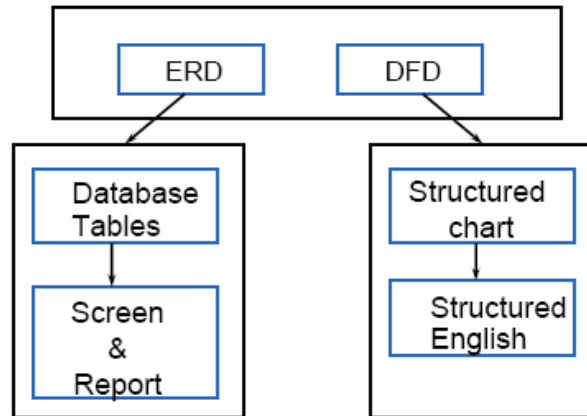 ERD
DFD
Database
Tables
Screen
&
Report
Structured
chart
Structured
English